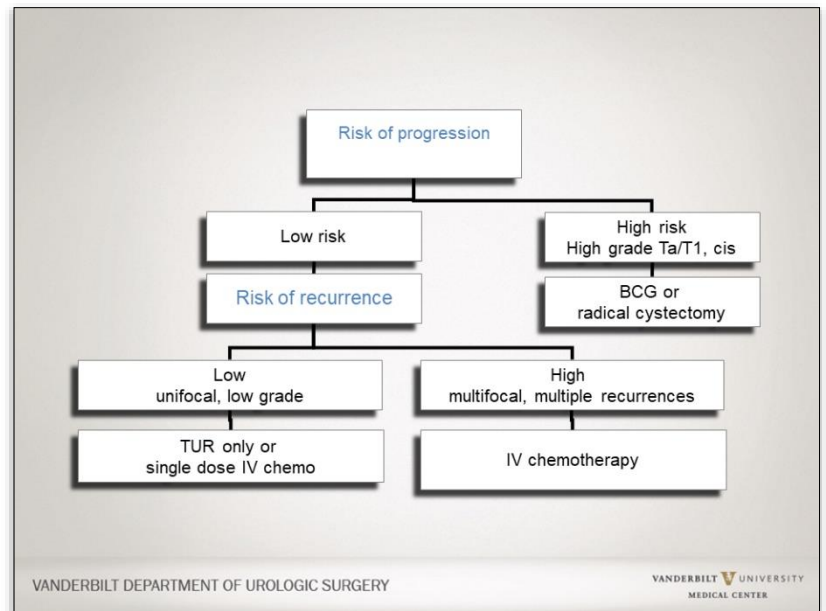 Risk of progression
Low risk
High risk
High grade Ta/T1, cis
Risk of recurrence
BCG or
radical cystectomy
Low
unifocal, low grade
High
multifocal, multiple recurrences
TUR only or
single dose IV chemo
IV chemotherapy
VANDERBILT DEPARTMENT OF UROLOGIC SURGERY
VANDERBILT V UNIVERSITY
MEDICAL CENTER